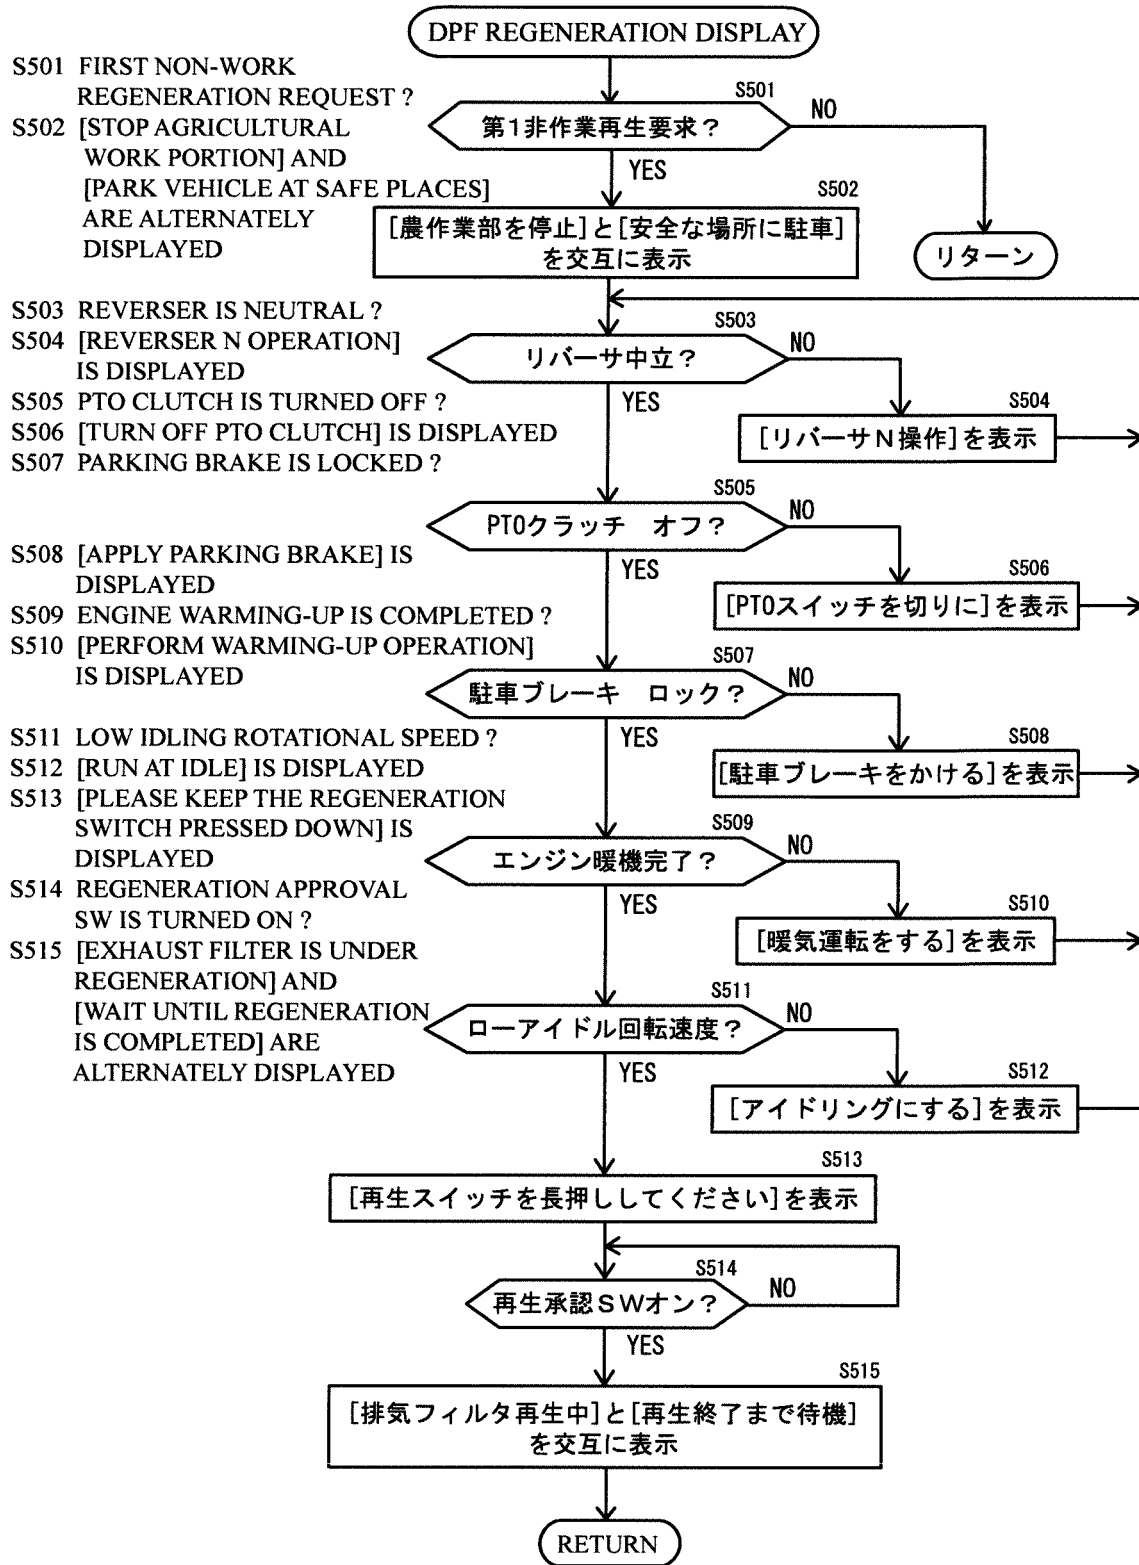 DPF REGENERATION DISPLAY
S501 FIRST NON-WORK
REGENERATION REQUEST ?
S502 [STOP AGRICULTURAL
WORK PORTION] AND
[PARK VEHICLE AT SAFE PLACES]
ARE ALTERNATELY
DISPLAYED
S503 REVERSER IS NEUTRAL ?
S504 [REVERSER N OPERATION]
IS DISPLAYED
S505 PTO CLUTCH IS TURNED OFF ?
S506 [TURN OFF PTO CLUTCH] IS DISPLAYED
S507 PARKING BRAKE IS LOCKED ?
S508 [APPLY PARKING BRAKE] IS
DISPLAYED
S509 ENGINE WARMING-UP IS COMPLETED ?
S510 [PERFORM WARMING-UP OPERATION]
IS DISPLAYED
S511 LOW IDLING ROTATIONAL SPEED ?
S512 [RUN AT IDLE] IS DISPLAYED
S513 [PLEASE KEEP THE REGENERATION
SWITCH PRESSED DOWN] IS
DISPLAYED
S514 REGENERATION APPROVAL
SW IS TURNED ON ?
S515 [EXHAUST FILTER IS UNDER
REGENERATION] AND
[WAIT UNTIL REGENERATION
IS COMPLETED] ARE
ALTERNATELY DISPLAYED
S501
第1非作業再生要求？
NO
YES
S502
[農作業部を停止]と[安全な場所に駐車]
を交互に表示
リターン
S503
リバーサ中立？
NO
YES
S504
[リバーサＮ操作]を表示
S505
PTOクラッチ　オフ？
NO
YES
S506
[PTOスイッチを切りに]を表示
S507
駐車ブレーキ　ロック？
NO
YES
S508
[駐車ブレーキをかける]を表示
S509
エンジン暖機完了？
NO
YES
S510
[暖気運転をする]を表示
S511
ローアイドル回転速度？
NO
YES
S512
[アイドリングにする]を表示
S513
[再生スイッチを長押ししてください]を表示
S514
再生承認ＳＷオン？
NO
YES
S515
[排気フィルタ再生中]と[再生終了まで待機]
を交互に表示
RETURN